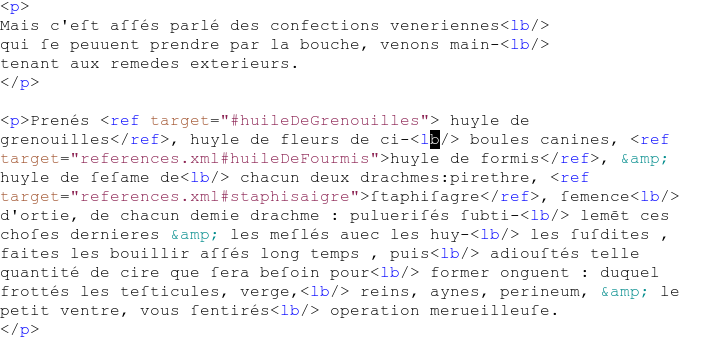 <p>
Mais c'eſt aſſés parlé des confections veneriennes<lb/>
qui ſe peuuent prendre par la bouche, venons main-<lb/>
tenant aux remedes exterieurs.
</p>
<p>Prenés <ref target="#huileDeGrenouilles"> huyle de
grenouilles</ref>, huyle de fleurs de ci-<lb/> boules canines, <ref
target="references.xml#huileDeFourmis">huyle de formis</ref>, &amp;
huyle de ſeſame de<lb/> chacun deux drachmes:pirethre, <ref
target="references.xml#staphisaigre">ſtaphiſagre</ref>, ſemence<lb/>
d'ortie, de chacun demie drachme : pulueriſés ſubti-<lb/> lemēt ces
choſes dernieres &amp; les meſlés auec les huy-<lb/> les ſuſdites ,
faites les bouillir aſſés long temps , puis<lb/> adiouſtés telle
quantité de cire que ſera beſoin pour<lb/> former onguent : duquel
frottés les teſticules, verge,<lb/> reins, aynes, perineum, &amp; le
petit ventre, vous ſentirés<lb/> operation merueilleuſe.
</p>